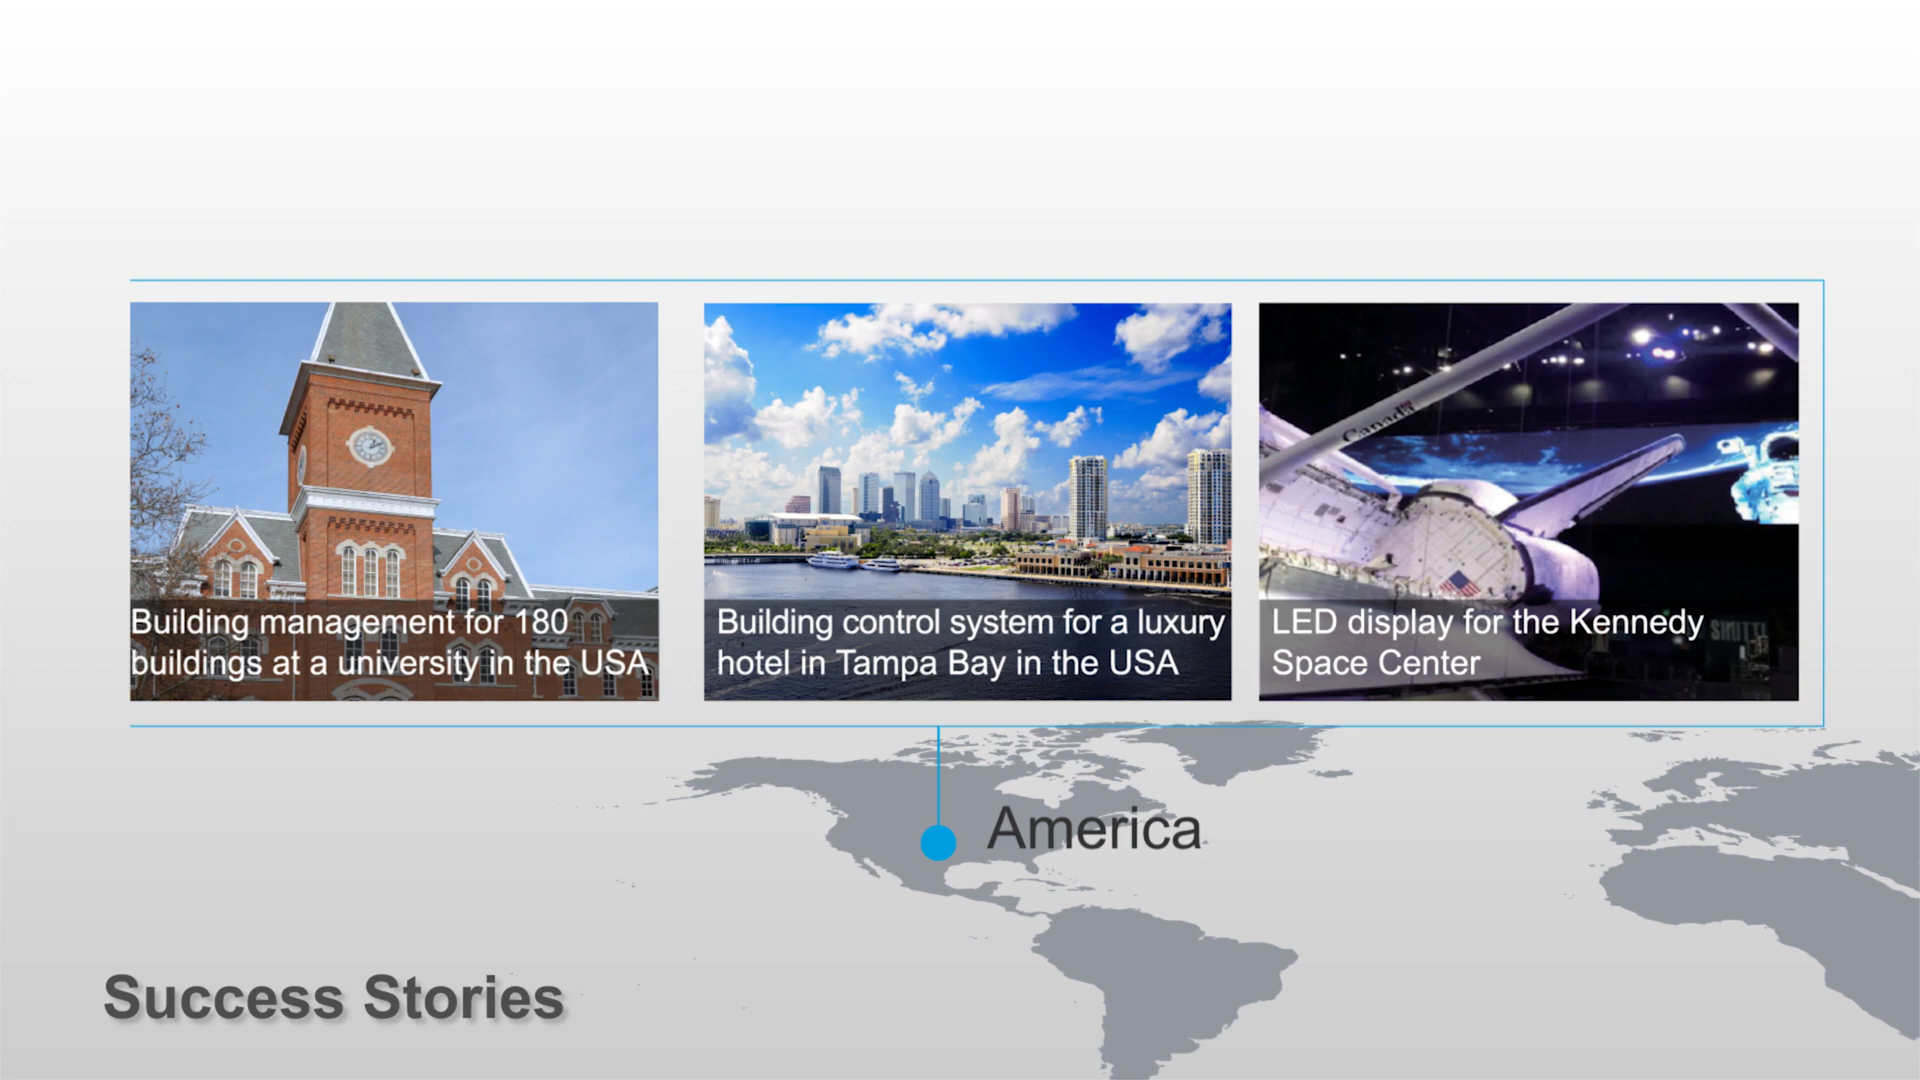 Building management for 180
buildings at a university in the USA
Building control system for a luxury
hotel in Tampa Bay in the USA
Canada
LED display for the Kennedy
Space Center
America
Success Stories